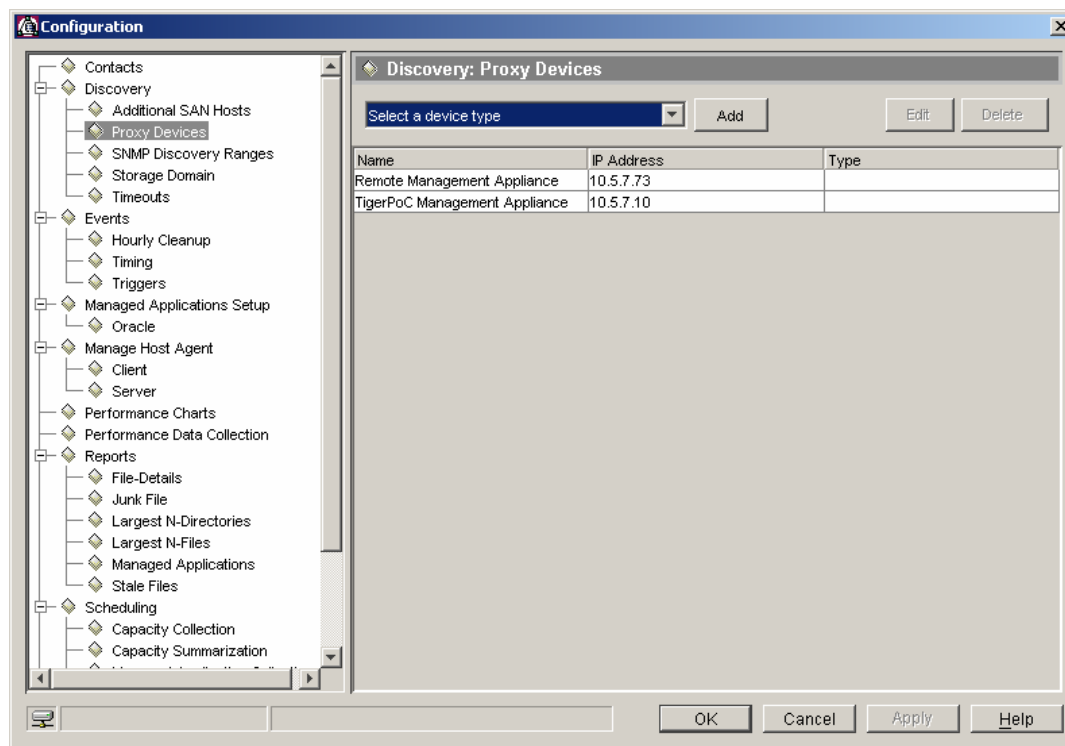 Configuration
Contacts
Discovery
Additional SAN Hosts
Proxy Devices
SNMP Discovery Ranges
Storage Domain
Timeouts
Events
Hourly Cleanup
Timing
Triggers
Managed Applications Setup
Oracle
Manage Host Agent
Client
Server
Performance Charts
Performance Data Collection
Reports
File-Details
Junk File
Largest N-Directories
Largest N-Files
Managed Applications
Stale Files
Scheduling
Capacity Collection
Capacity Summarization
Discovery: Proxy Devices
Select a device type Add Edit Delete
Name IP Address Type
Remote Management Appliance 10.5.7.73
TigerPoC Management Appliance 10.5.7.10
OK Cancel Apply Help